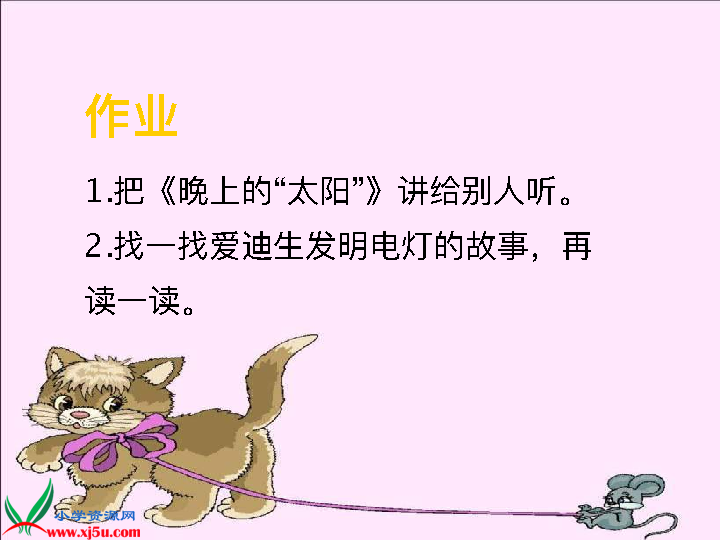 作业
1.把《晚上的“太阳”》讲给别人听。
2.找一找爱迪生发明电灯的故事，再
读一读。
小学资源网
www.xj5u.com